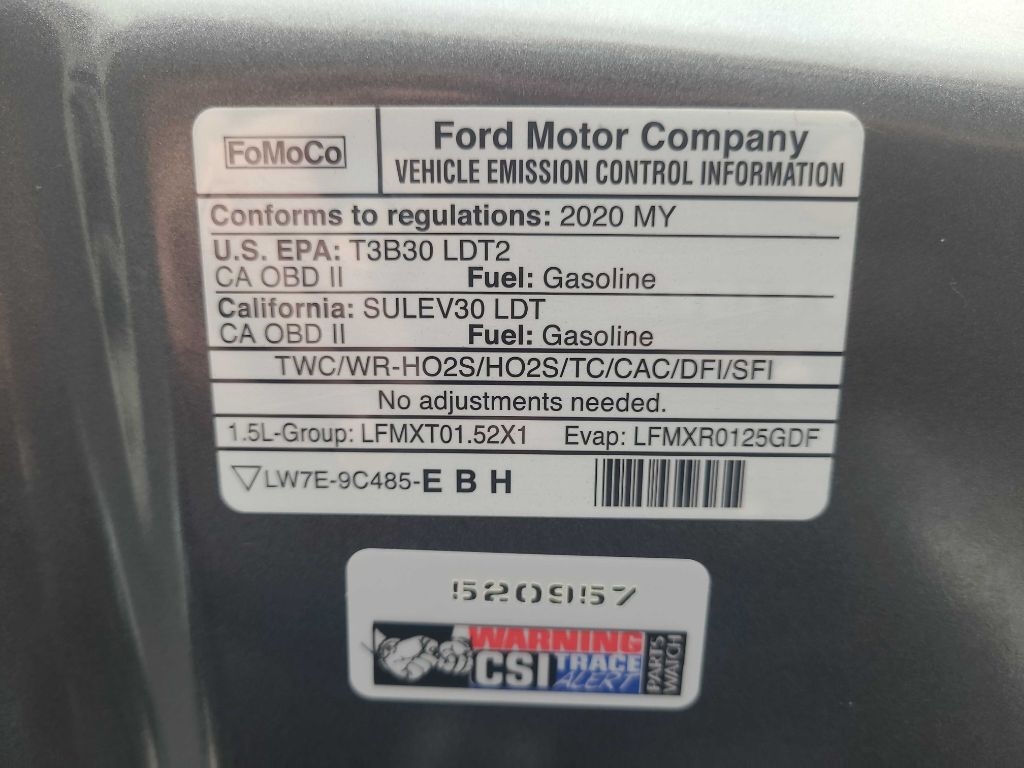 FoMoCo
Ford Motor Company
VEHICLE EMISSION CONTROL INFORMATION
Conforms to regulations: 2020 MY
U.S. EPA: T3B30 LDT2
CA OBD II Fuel: Gasoline
California: SULEV30 LDT
CA OBD II Fuel: Gasoline
TWC/WR-HO2S/HO2S/TC/CAC/DFI/SFI
No adjustments needed.
1.5L-Group: LFMXT01.52X1 Evap: LFMXR0125GDF
LW7E-9C485-E B H
520957
WARNING
CSI TRACE
ALERT
PARTS
WATCH